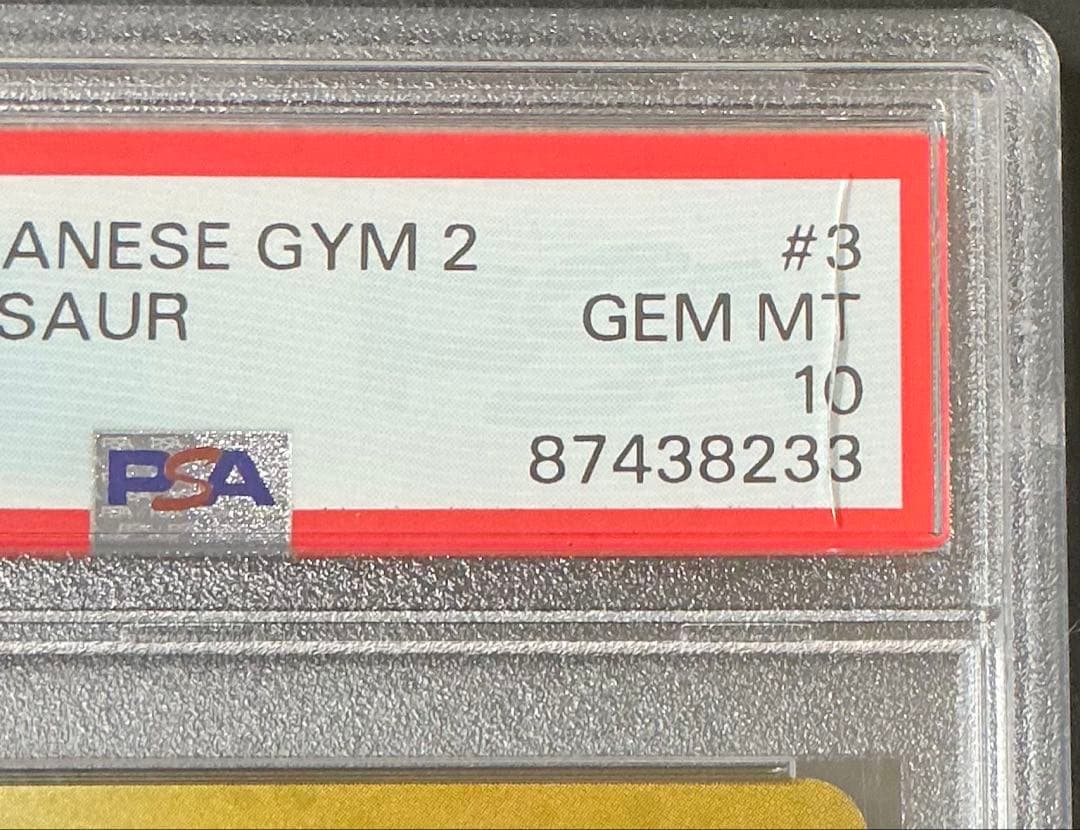 ANESE GYM 2 #3
SAUR GEM MT
10
PSA 87438233